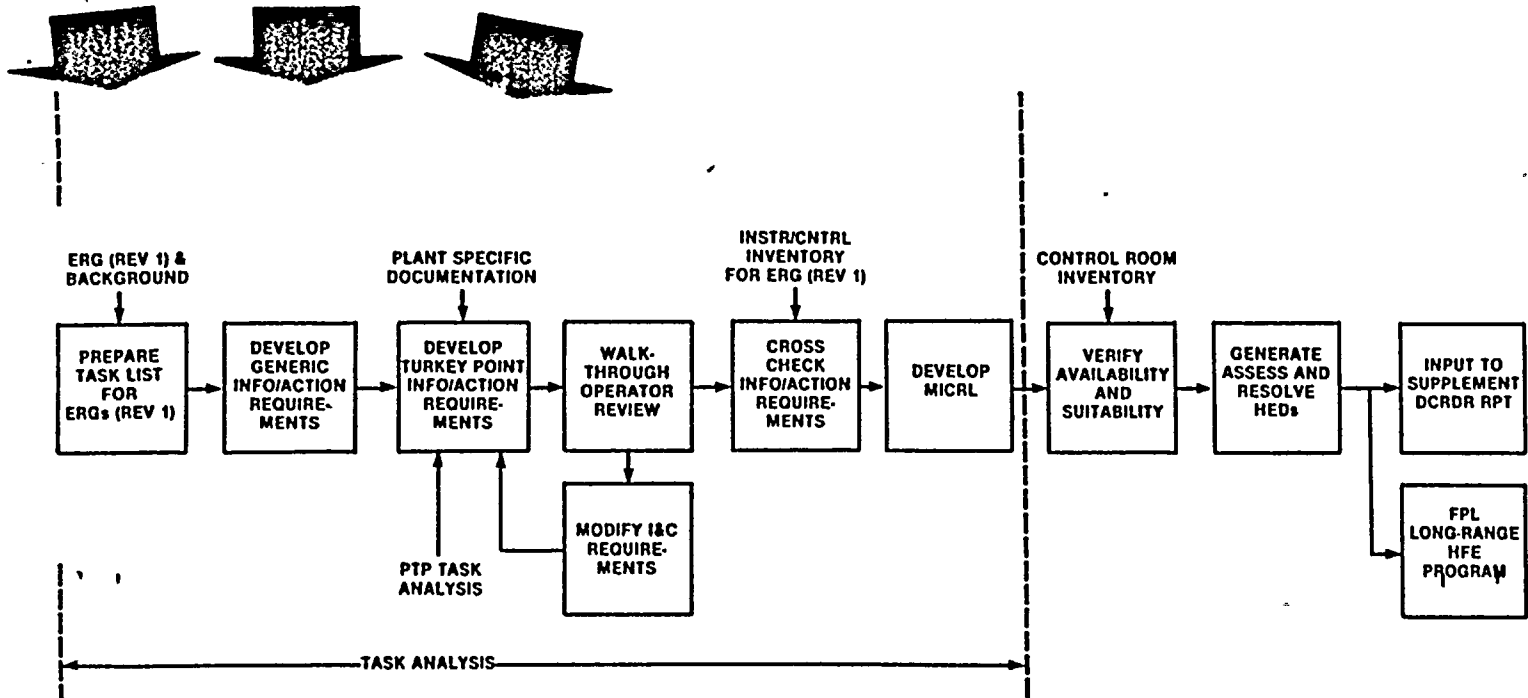 ERG (REV 1) &
BACKGROUND
PLANT SPECIFIC
DOCUMENTATION
INSTR/CNTRL
INVENTORY
FOR ERG (REV 1)
CONTROL ROOM
INVENTORY
PREPARE
TASK LIST
FOR
ERGs (REV 1)
DEVELOP
GENERIC
INFO/ACTION
REQUIRE-
MENTS
DEVELOP
TURKEY POINT
INFO/ACTION
REQUIRE-
MENTS
WALK-
THROUGH
OPERATOR
REVIEW
CROSS
CHECK
INFO/ACTION
REQUIRE-
MENTS
DEVELOP
MICRL
VERIFY
AVAILABILITY
AND
SUITABILITY
GENERATE
ASSESS AND
RESOLVE
HEDs
INPUT TO
SUPPLEMENT
DCRDR RPT
PTP TASK
ANALYSIS
MODIFY I&C
REQUIRE-
MENTS
FPL
LONG-RANGE
HFE
PROGRAM
TASK ANALYSIS